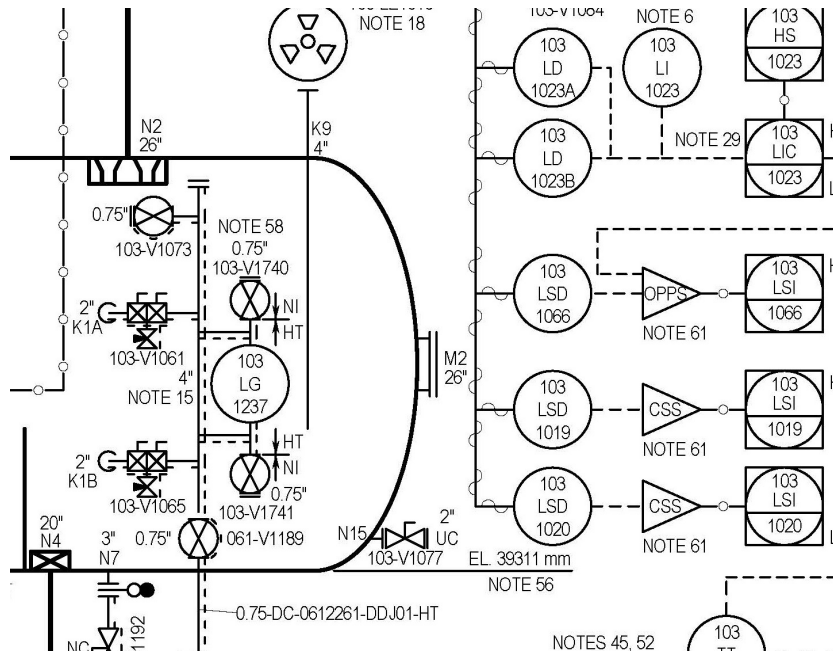 NOTE 18
103-V1084
NOTE 6
103
HS
1023
103
LD
1023A
103
LI
1023
N2
26"
K9
4"
103
LD
1023B
NOTE 29
103
LIC
1023
0.75"
103-V1073
NOTE 58
0.75"
103-V1740
2"
K1A
103-V1061
NI
HT
103
LSD
1066
OPPS
NOTE 61
103
LSI
1066
4"
NOTE 15
103
LG
1237
M2
26"
103
LSD
1019
CSS
NOTE 61
103
LSI
1019
2"
K1B
103-V1065
HT
NI
0.75"
103-V1741
103
LSD
1020
CSS
NOTE 61
103
LSI
1020
20"
N4
3"
N7
0.75"
061-V1189
N15
2"
UC
103-V1077
EL. 39311 mm
NOTE 56
0.75-DC-0612261-DDJ01-HT
NC
1192
NOTES 45, 52
103